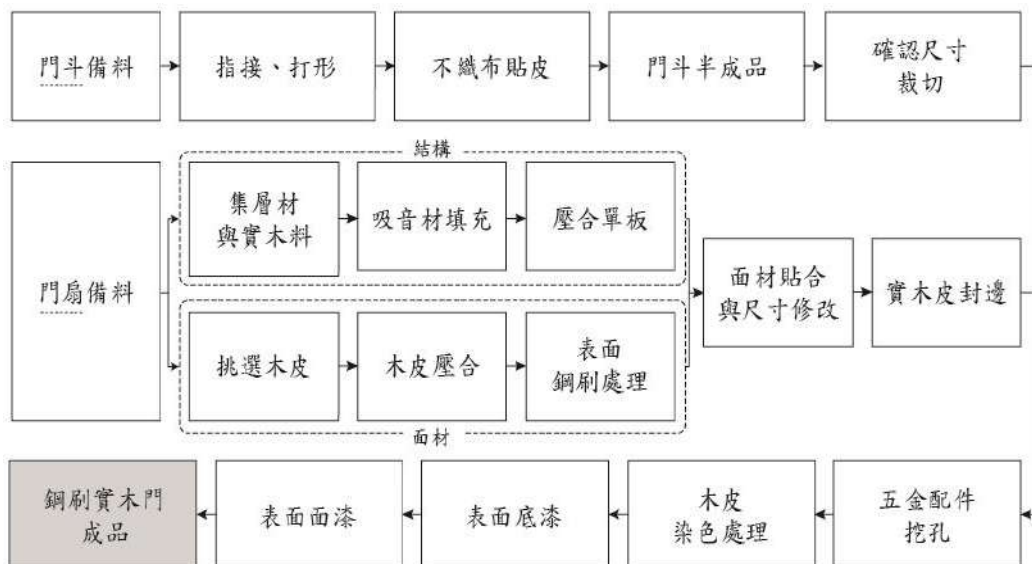 門斗備料
指接、打形
不織布貼皮
門斗半成品
確認尺寸
裁切
門扇備料
結構
集層材
與實木料
吸音材填充
壓合單板
挑選木皮
木皮壓合
表面
鋼刷處理
面材
面材貼合
與尺寸修改
實木皮封邊
五金配件
挖孔
木皮
染色處理
表面底漆
表面面漆
鋼刷實木門
成品